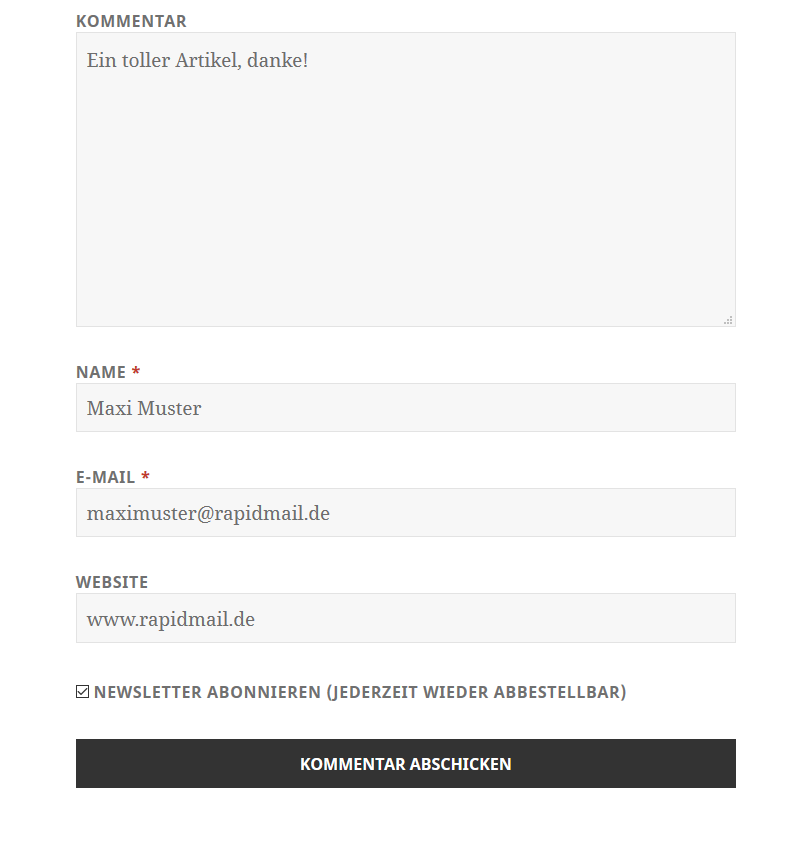 KOMMENTAR
Ein toller Artikel, danke!
NAME *
Maxi Muster
E-MAIL *
maximuster@rapidmail.de
WEBSITE
www.rapidmail.de
NEWSLETTER ABONNIEREN (JEDERZEIT WIEDER ABBESTELLBAR)
KOMMENTAR ABSCHICKEN